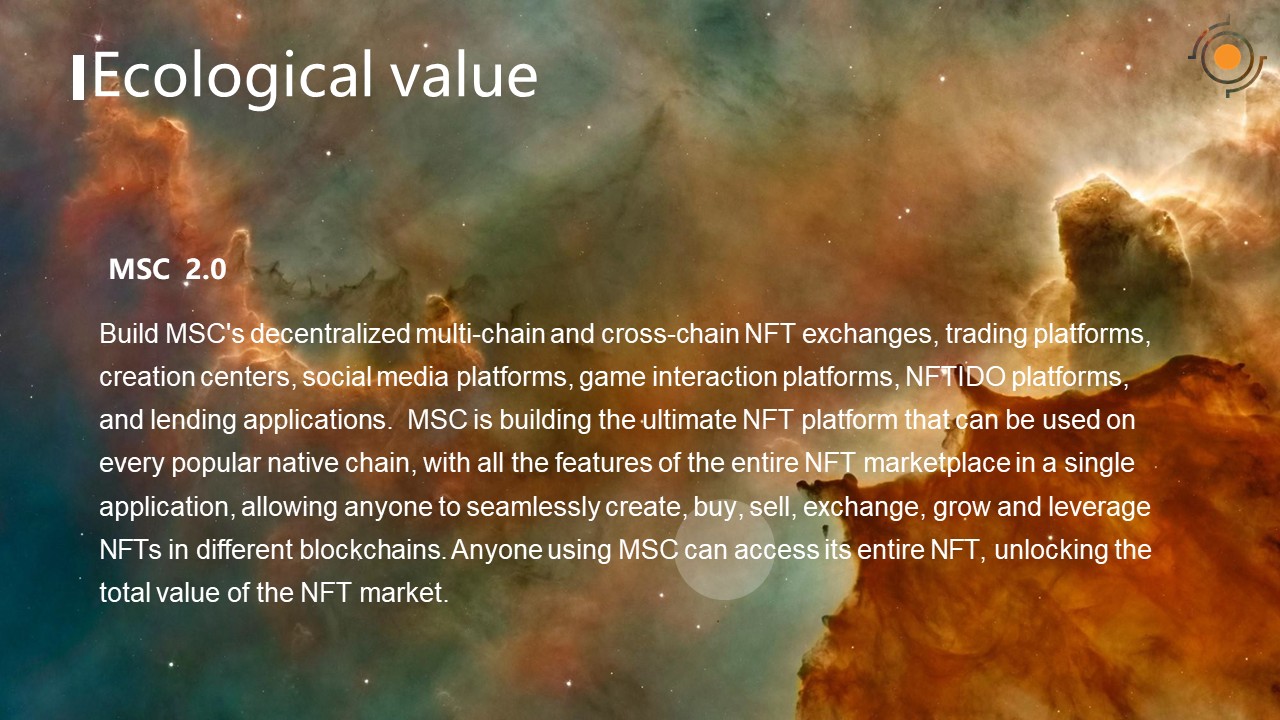 Ecological value
MSC 2.0
Build MSC's decentralized multi-chain and cross-chain NFT exchanges, trading platforms,
creation centers, social media platforms, game interaction platforms, NFTIDO platforms,
and lending applications. MSC is building the ultimate NFT platform that can be used on
every popular native chain, with all the features of the entire NFT marketplace in a single
application, allowing anyone to seamlessly create, buy, sell, exchange, grow and leverage
NFTs in different blockchains. Anyone using MSC can access its entire NFT, unlocking the
total value of the NFT market.